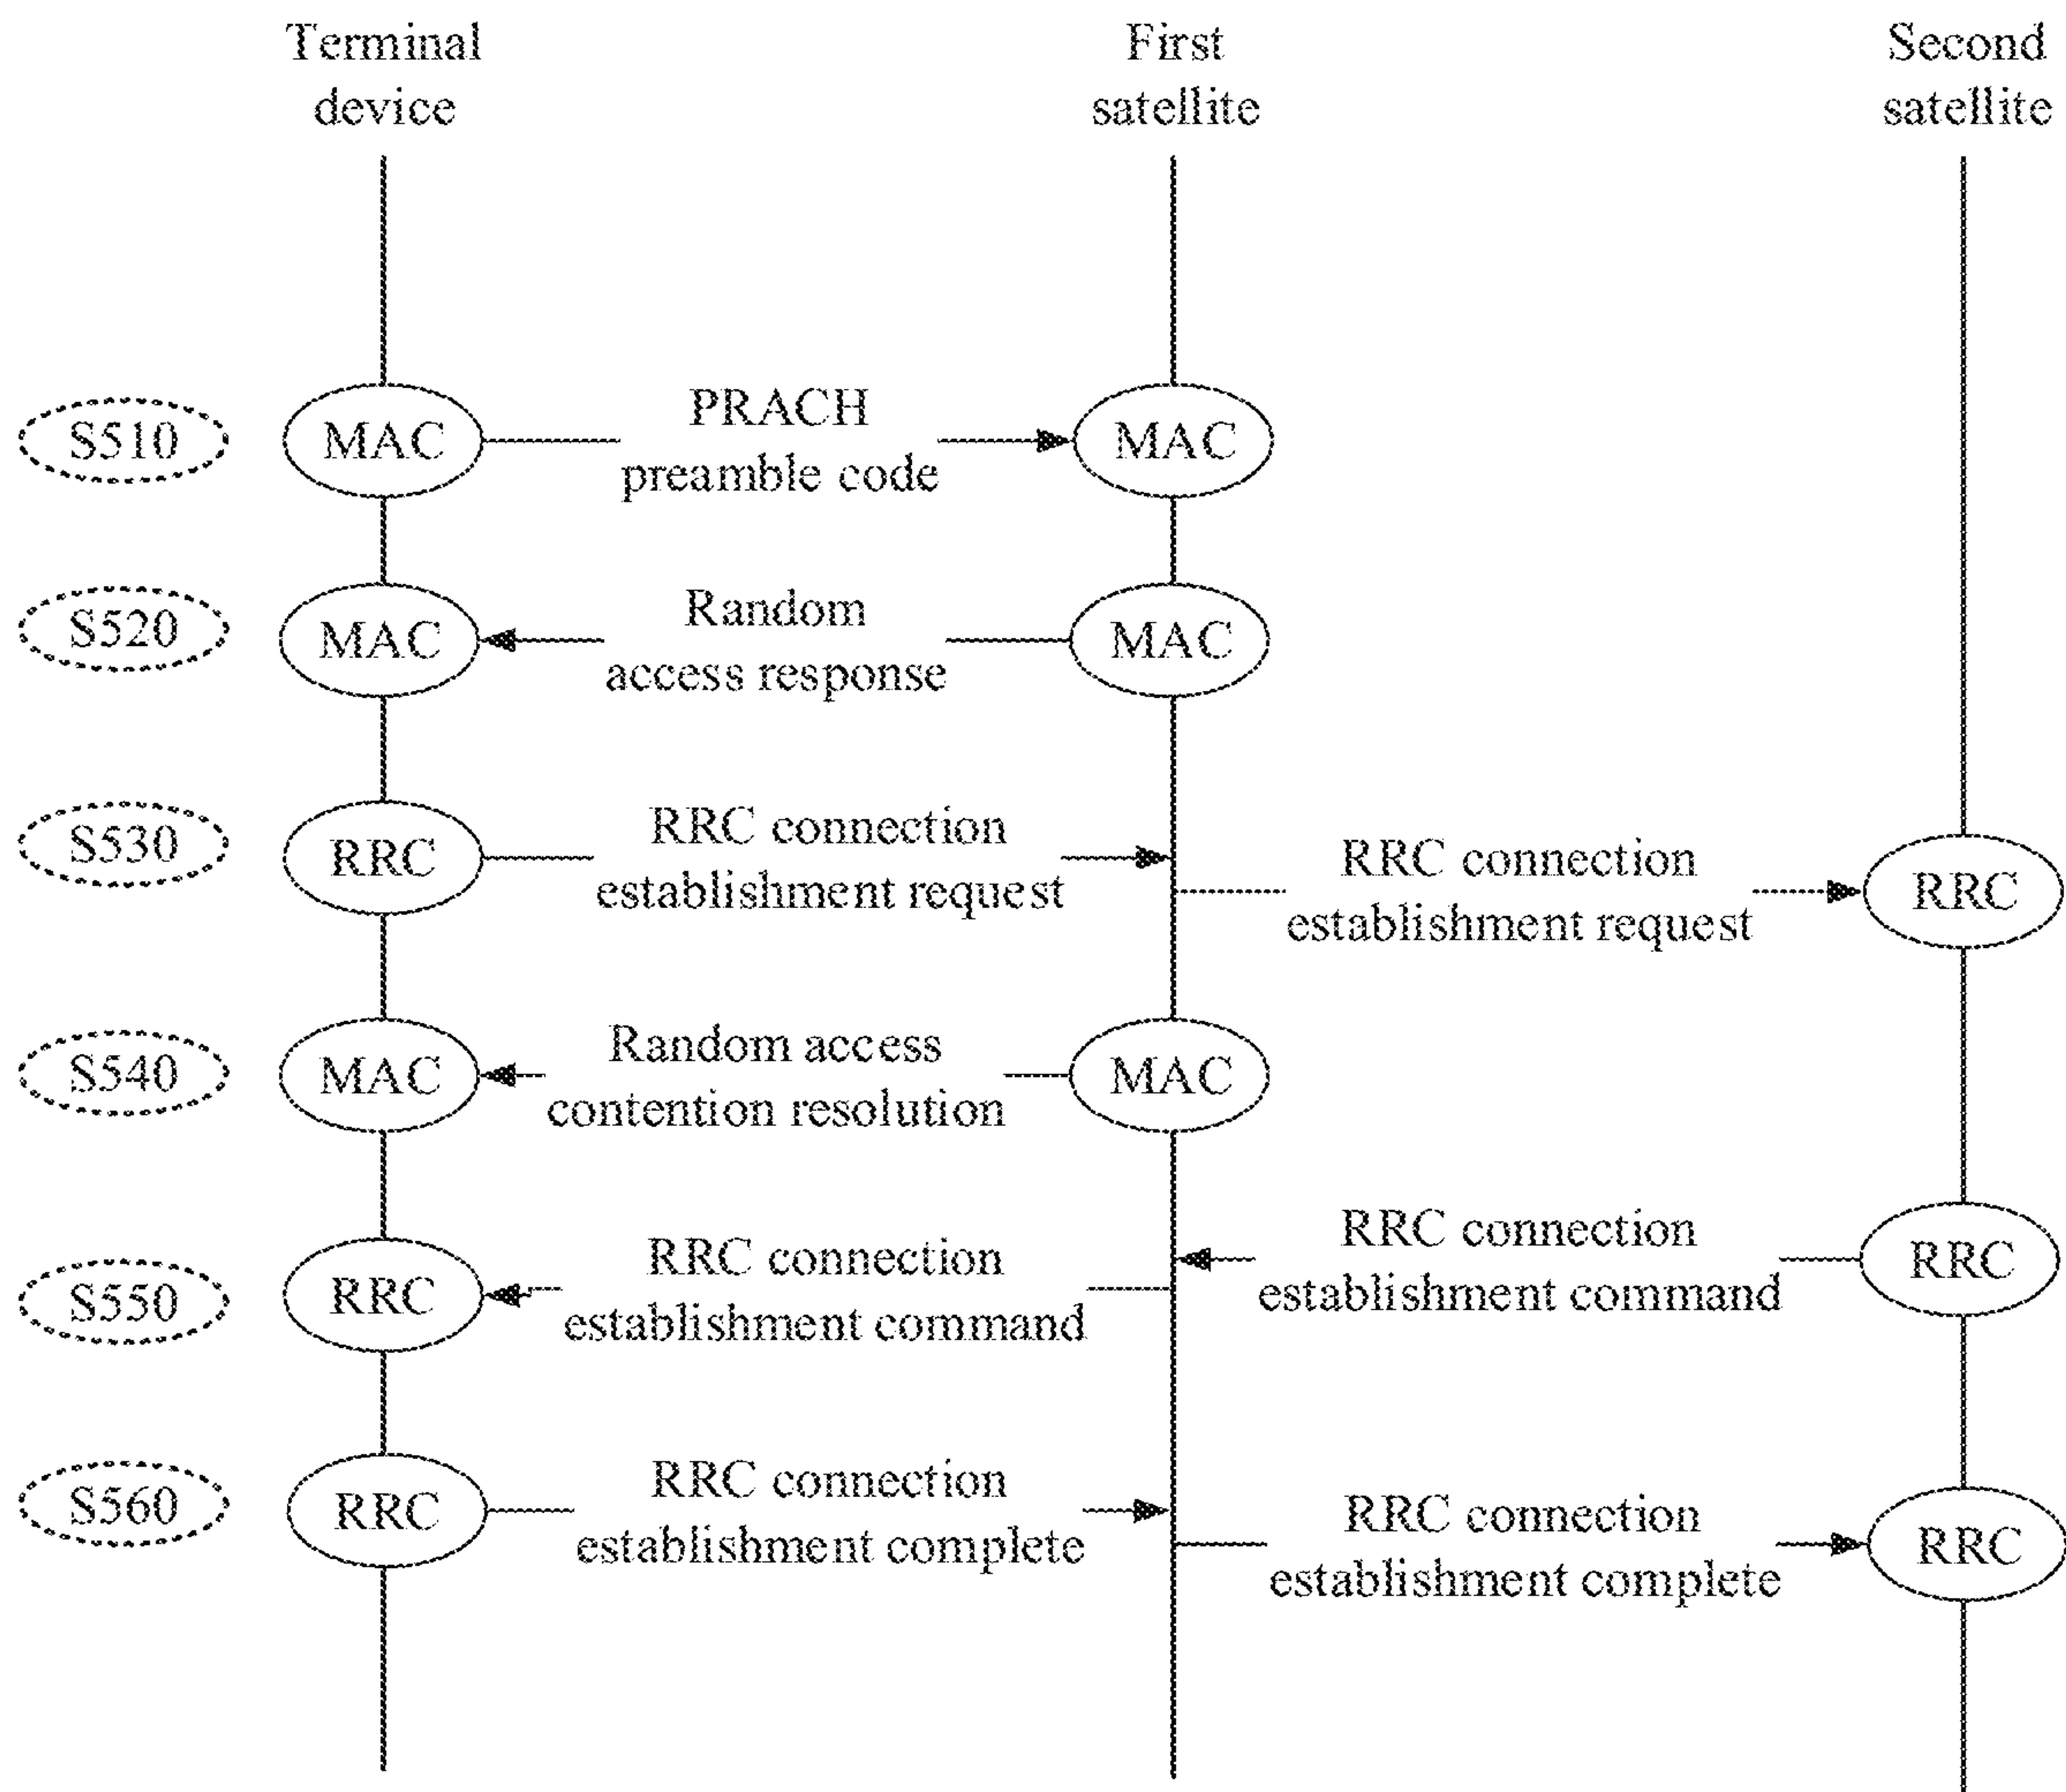 Terminal
device
First
satellite
Second
satellite
S510
MAC
PRACH
preamble code
MAC
S520
MAC
Random
access response
MAC
S530
RRC
RRC connection
establishment request
RRC connection
establishment request
RRC
S540
MAC
Random access
contention resolution
MAC
S550
RRC
RRC connection
establishment command
RRC connection
establishment command
RRC
S560
RRC
RRC connection
establishment complete
RRC connection
establishment complete
RRC